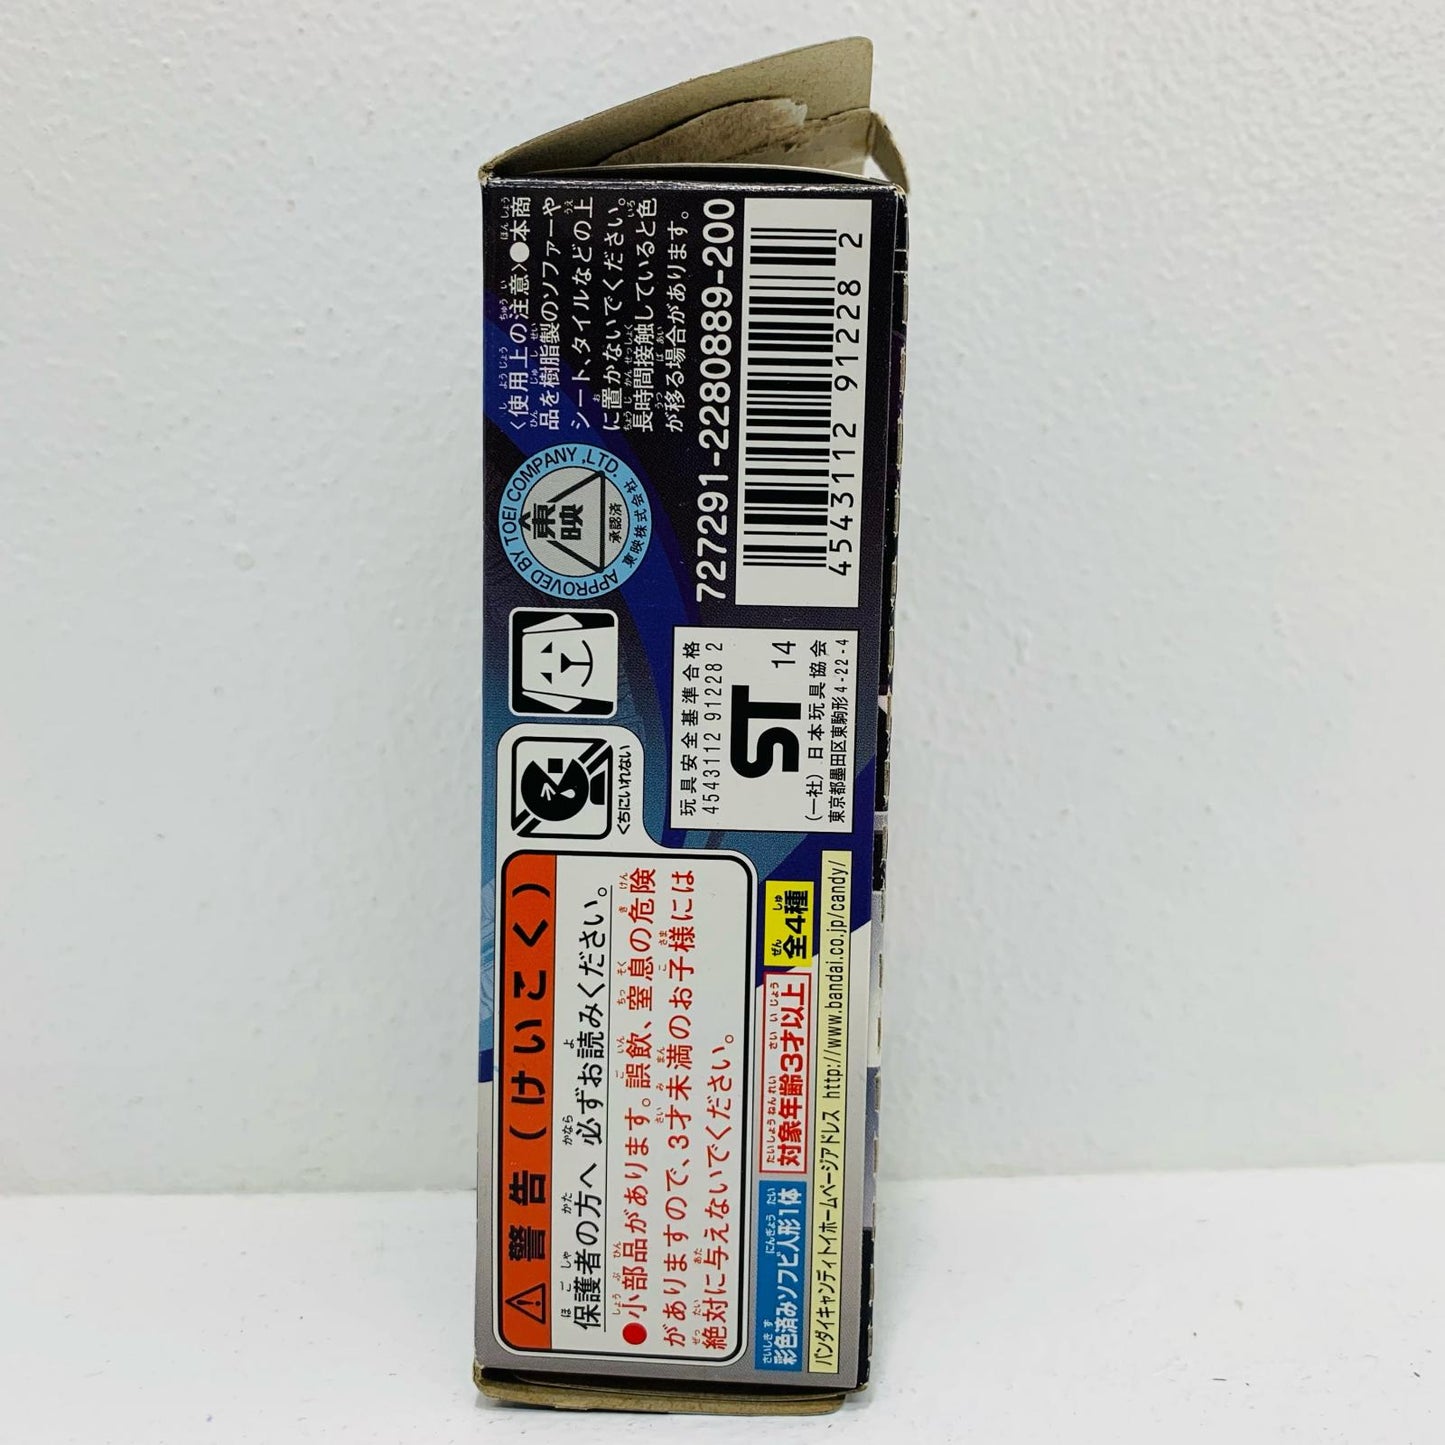 〈使用上の注意〉●本商
品を樹脂製のソファーや
シート、タイルなどの上
に置かないでください。
長時間接触していると色
が移る場合があります。
727291-2280889-200
4543112 912282
APPROVED BY TOEI COMPANY ,LTD.
東映
承認済
東映株式会社
玩具安全基準合格
4543112 91228 2
ST 14
(一社) 日本玩具協会
東京都墨田区東駒形4-22-4
くちにいれない
警告(けいこく)
保護者の方へ 必ずお読みください。
●小部品があります。誤飲、窒息の危険
がありますので、3才未満のお子様には
絶対に与えないでください。
彩色済みソフビ人形1体
対象年齢3才以上
全4種
バンダイキャンディトイホームページアドレス http://www.bandai.co.jp/candy/